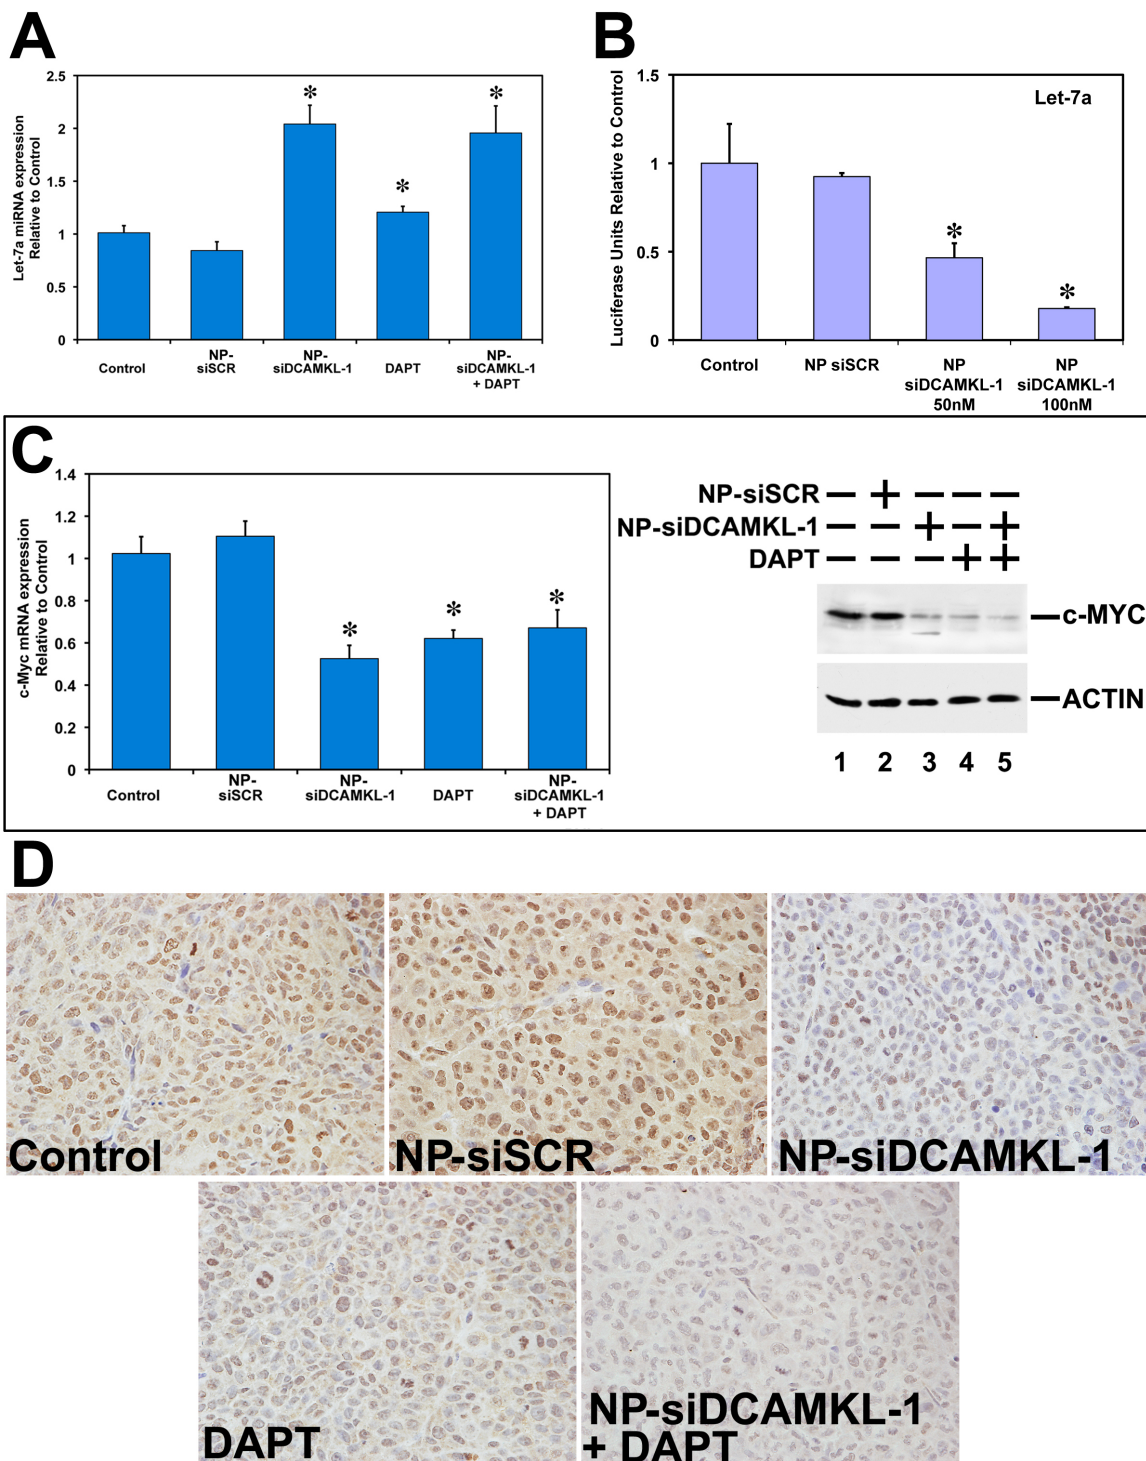 A
Let-7a miRNA expression
Relative to Control
2.5
2
1.5
1
0.5
0
*
*
*
Control
NP-
siSCR
NP-
siDCAMKL-1
DAPT
NP-
siDCAMKL-1
+ DAPT
B
Luciferase Units Relative to Control
1.5
1
0.5
0
Let-7a
*
*
Control
NP siSCR
NP
siDCAMKL-1
50nM
NP
siDCAMKL-1
100nM
C
c-Myc mRNA expression
Relative to Control
1.4
1.2
1
0.8
0.6
0.4
0.2
0
*
*
*
Control
NP-
siSCR
NP-
siDCAMKL-1
DAPT
NP-
siDCAMKL-1
+ DAPT
NP-siSCR — + — — —
NP-siDCAMKL-1 — — + — +
DAPT — — — + +
—c-MYC
—ACTIN
1 2 3 4 5
D
Control
NP-siSCR
NP-siDCAMKL-1
DAPT
NP-siDCAMKL-1
+ DAPT